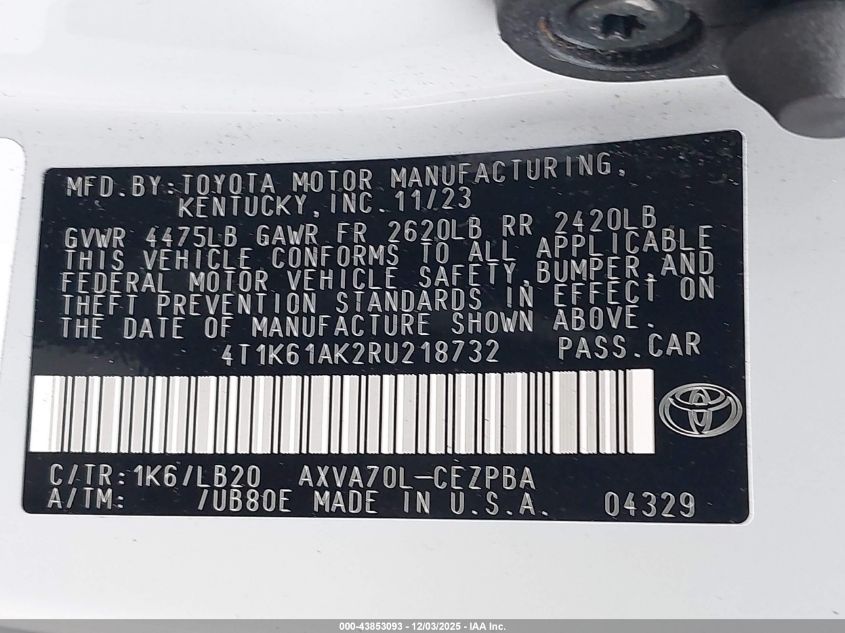 MFD. BY: TOYOTA MOTOR MANUFACTURING,
KENTUCKY, INC. 11/23
GVWR 4475LB GAWR FR 2620LB RR 2420LB
THIS VEHICLE CONFORMS TO ALL APPLICABLE
FEDERAL MOTOR VEHICLE SAFETY, BUMPER, AND
THEFT PREVENTION STANDARDS IN EFFECT ON
THE DATE OF MANUFACTURE SHOWN ABOVE.
4T1K61AK2RU218732 PASS. CAR
C/TR: 1K6/LB20 AXVA70L-CEZPBA
A/TM: /UB80E MADE IN U.S.A. 04329
000-43853093 - 12/03/2025 - IAA Inc.